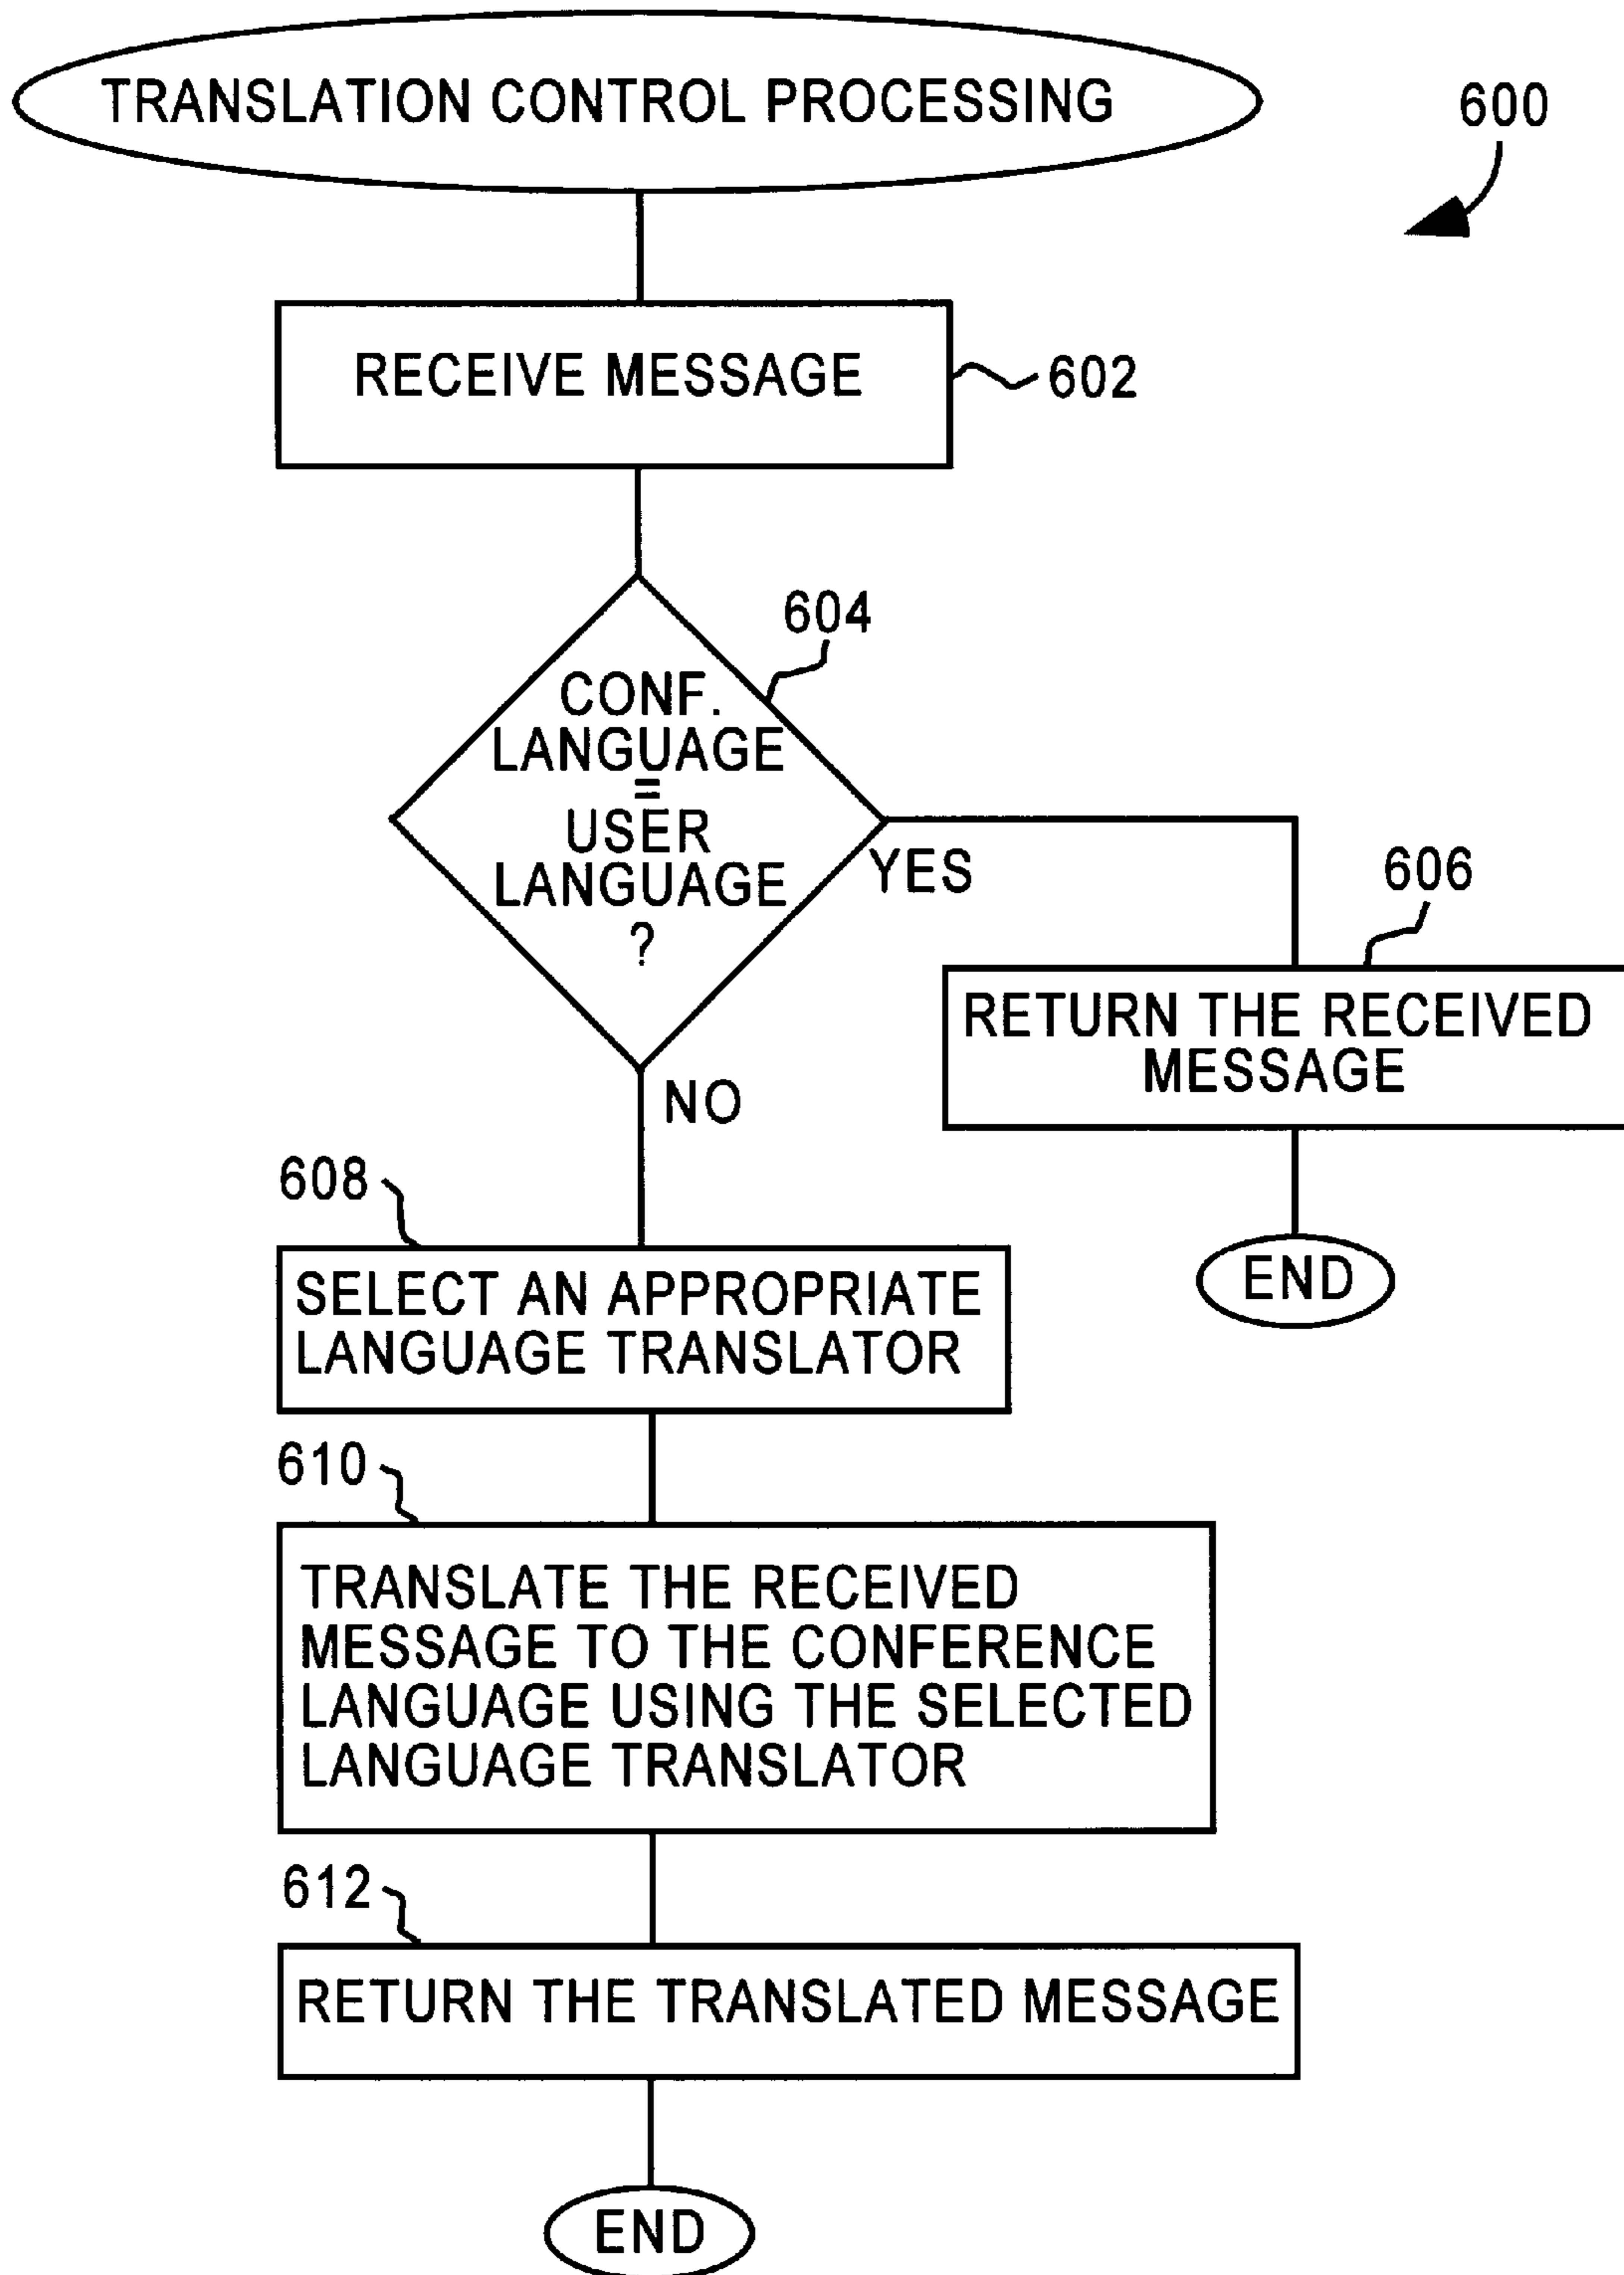 TRANSLATION CONTROL PROCESSING
600
RECEIVE MESSAGE
602
604
CONF.
LANGUAGE
=
USER
LANGUAGE
?
YES
606
RETURN THE RECEIVED
MESSAGE
END
NO
608
SELECT AN APPROPRIATE
LANGUAGE TRANSLATOR
610
TRANSLATE THE RECEIVED
MESSAGE TO THE CONFERENCE
LANGUAGE USING THE SELECTED
LANGUAGE TRANSLATOR
612
RETURN THE TRANSLATED MESSAGE
END